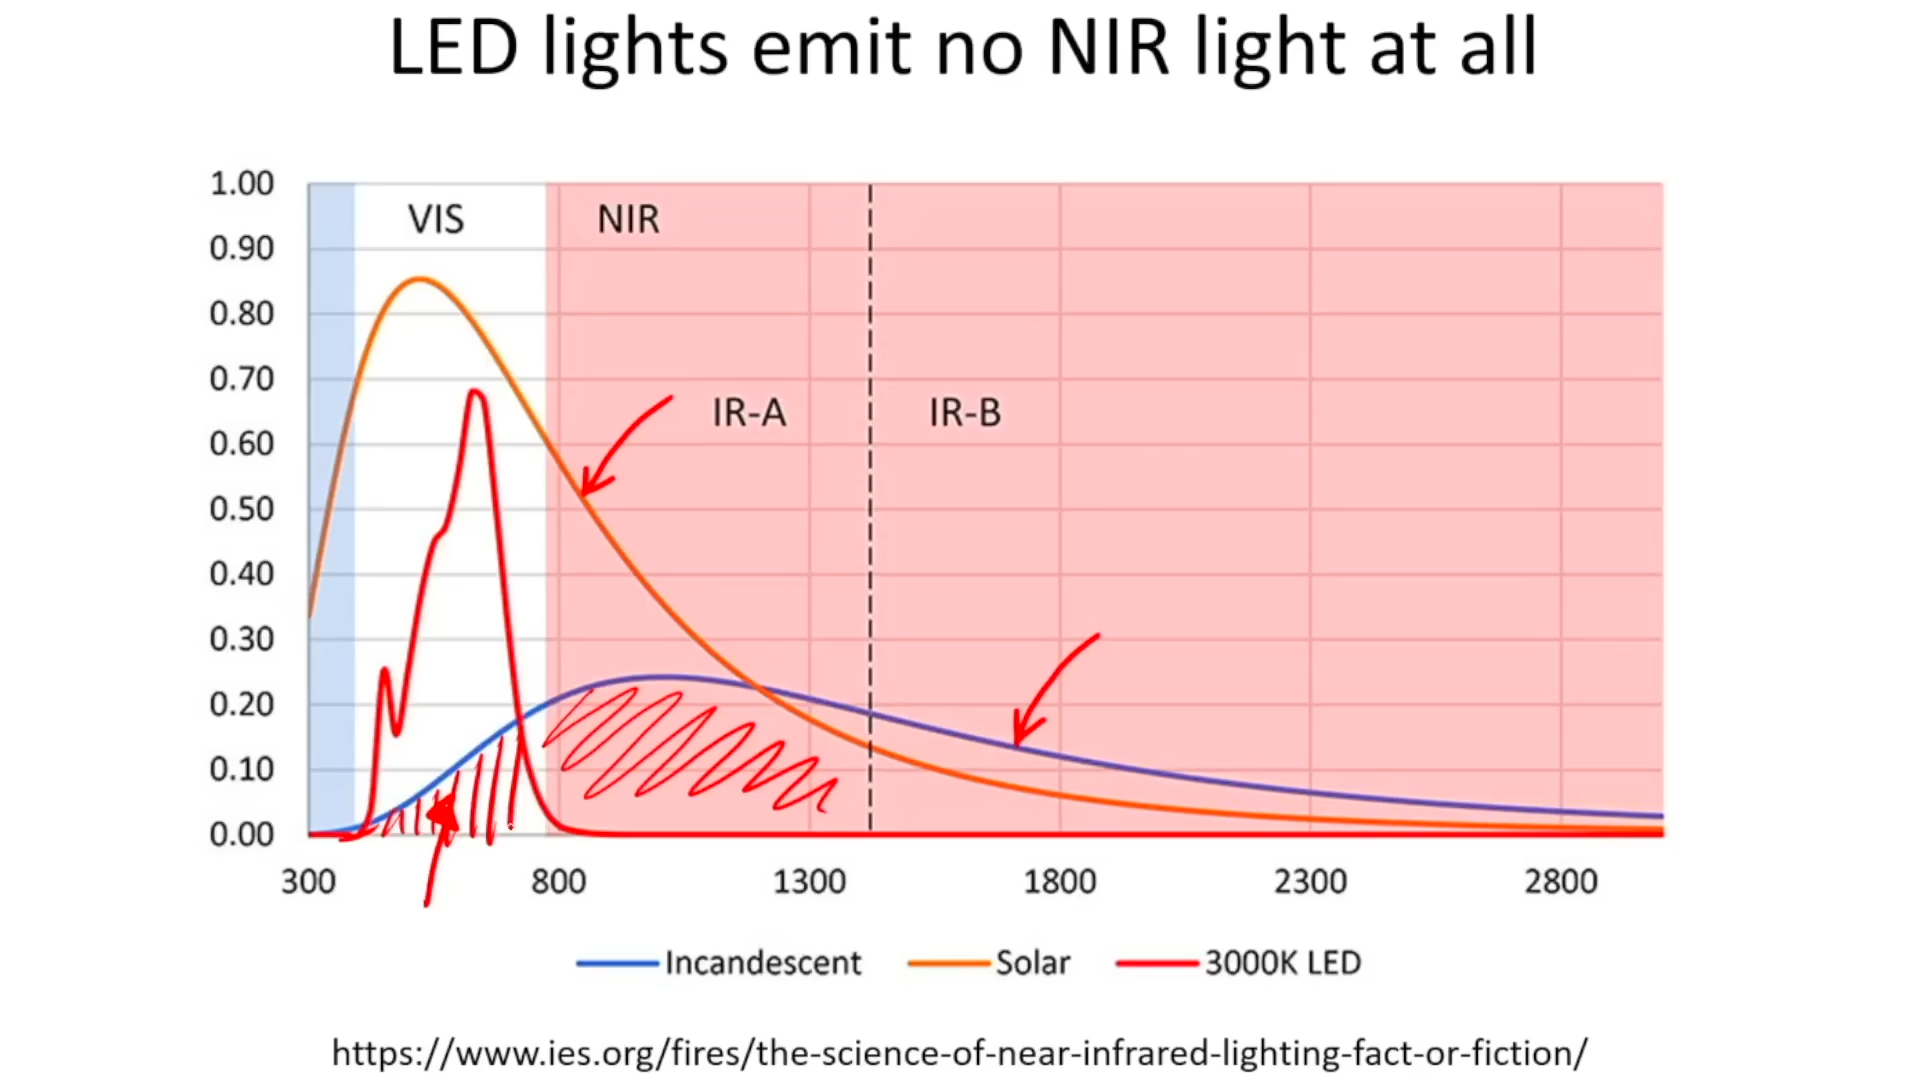 LED lights emit no NIR light at all
1.00
VIS
NIR
0.90
0.80
0.70
IR-A
IR-B
0.60
0.50
0.40
0.30
0.20
0.10
0.00
300 800 1300 1800 2300 2800
Incandescent Solar 3000K LED
https://www.ies.org/fires/the-science-of-near-infrared-lighting-fact-or-fiction/